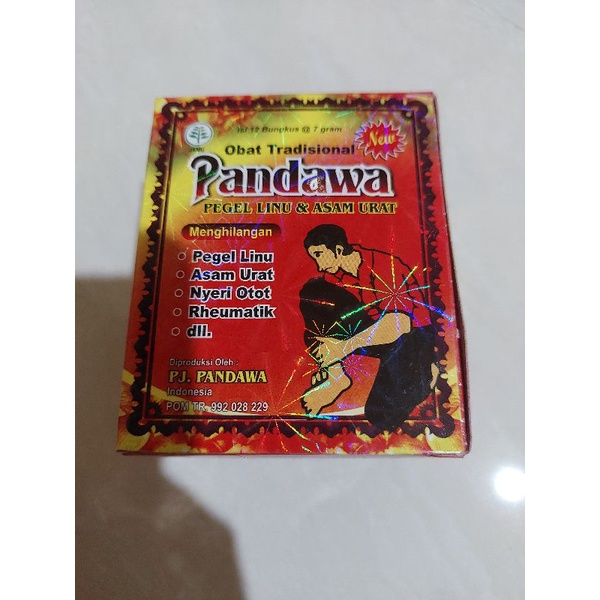 Isi 12 Bungkus @ 7 gram
Obat Tradisional
New
Pandawa
PEGEL LINU & ASAM URAT
Menghilangan
Pegel Linu
Asam Urat
Nyeri Otot
Rheumatik
dll.
Diproduksi Oleh :
PJ. PANDAWA
Indonesia
POM TR. 992 028 229